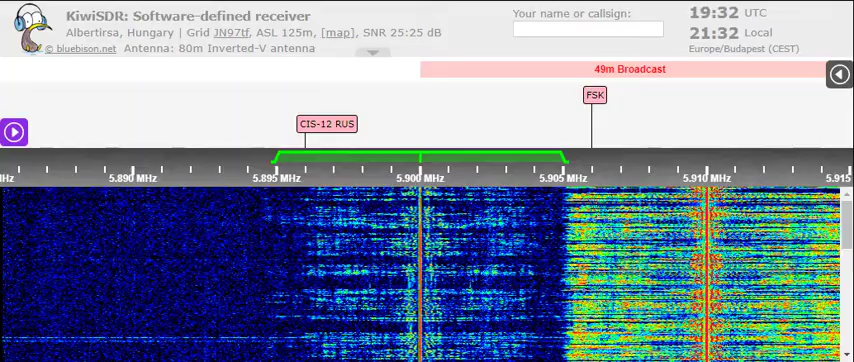 KiwiSDR: Software-defined receiver
Albertirsa, Hungary | Grid JN97tf, ASL 125m, [map], SNR 25:25 dB
© bluebison.net Antenna: 80m Inverted-V antenna
Your name or callsign:
19:32 UTC
21:32 Local
Europe/Budapest (CEST)
49m Broadcast
FSK
CIS-12 RUS
Hz 5.890 MHz 5.895 MHz 5.900 MHz 5.905 MHz 5.910 MHz 5.915